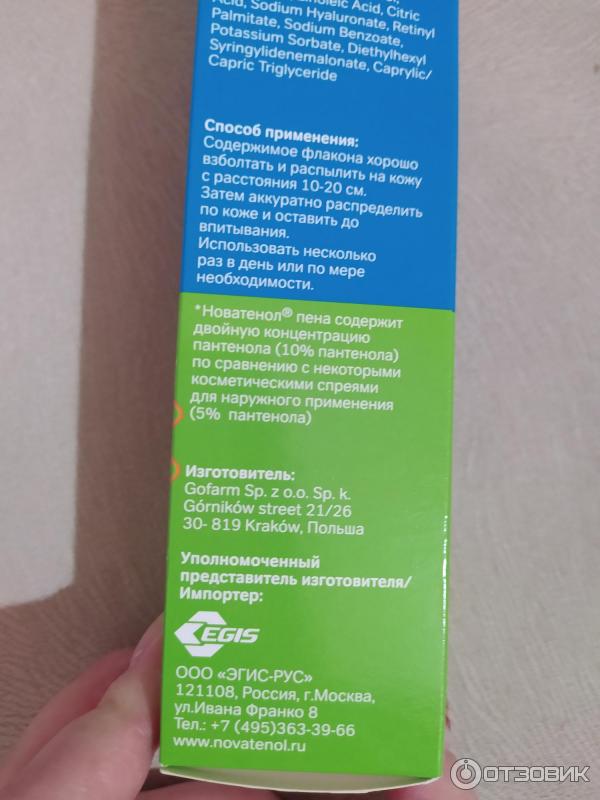 Acid, Citric
Acid, Sodium Hyaluronate, Retinyl
Palmitate, Sodium Benzoate,
Potassium Sorbate, Diethylhexyl
Syringylidenemalonate, Caprylic/
Capric Triglyceride
Способ применения:
Содержимое флакона хорошо
взболтать и распылить на кожу
с расстояния 10-20 см.
Затем аккуратно распределить
по коже и оставить до
впитывания.
Использовать несколько
раз в день или по мере
необходимости.
*Новатенол® пена содержит
двойную концентрацию
пантенола (10% пантенола)
по сравнению с некоторыми
косметическими спреями
для наружного применения
(5% пантенола)
Изготовитель:
Gofarm Sp. z o.o. Sp. k.
Górników street 21/26
30- 819 Kraków, Польша
Уполномоченный
представитель изготовителя/
Импортер:
EGIS
ООО «ЭГИС-РУС»
121108, Россия, г.Москва,
ул.Ивана Франко 8
Тел.: +7 (495)363-39-66
www.novatenol.ru
ОТЗОВИК